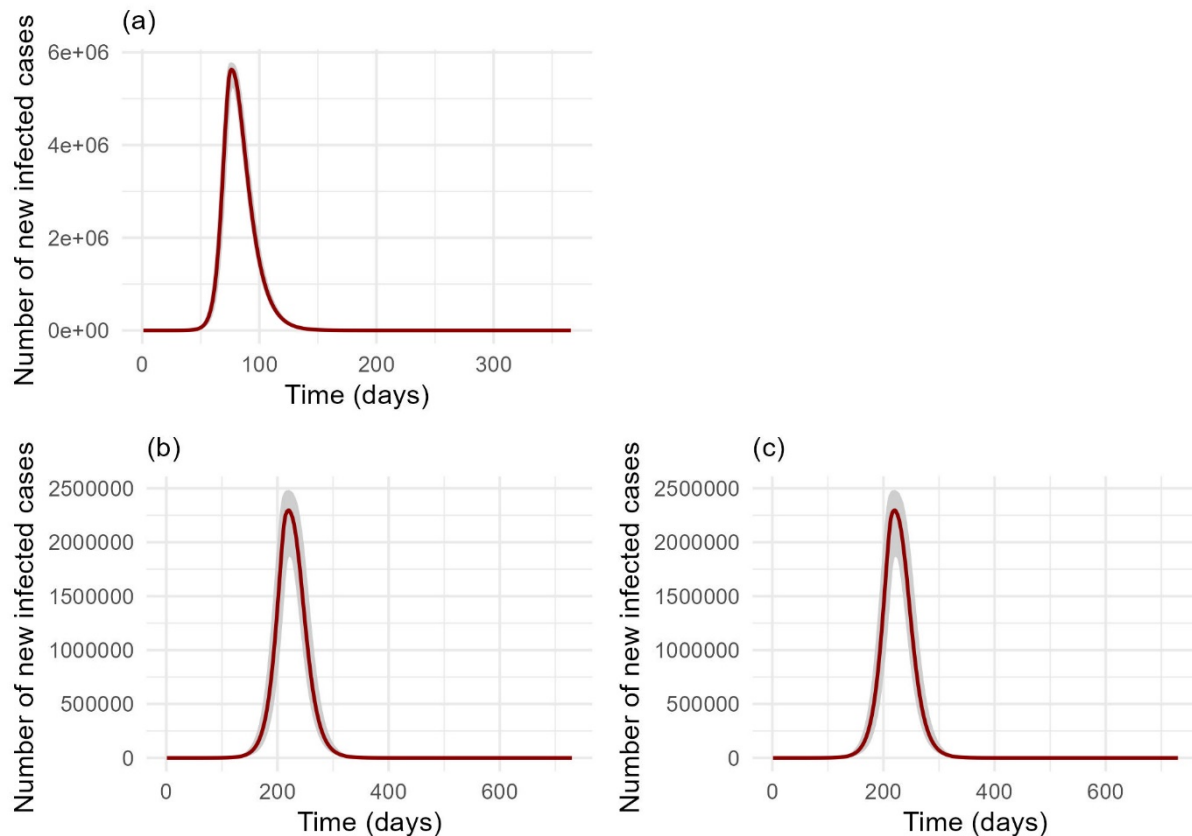 (a)
Number of new infected cases
6e+06
4e+06
2e+06
0e+00
0 100 200 300
Time (days)
(b)
Number of new infected cases
2500000
2000000
1500000
1000000
500000
0
0 200 400 600
Time (days)
(c)
Number of new infected cases
2500000
2000000
1500000
1000000
500000
0
0 200 400 600
Time (days)